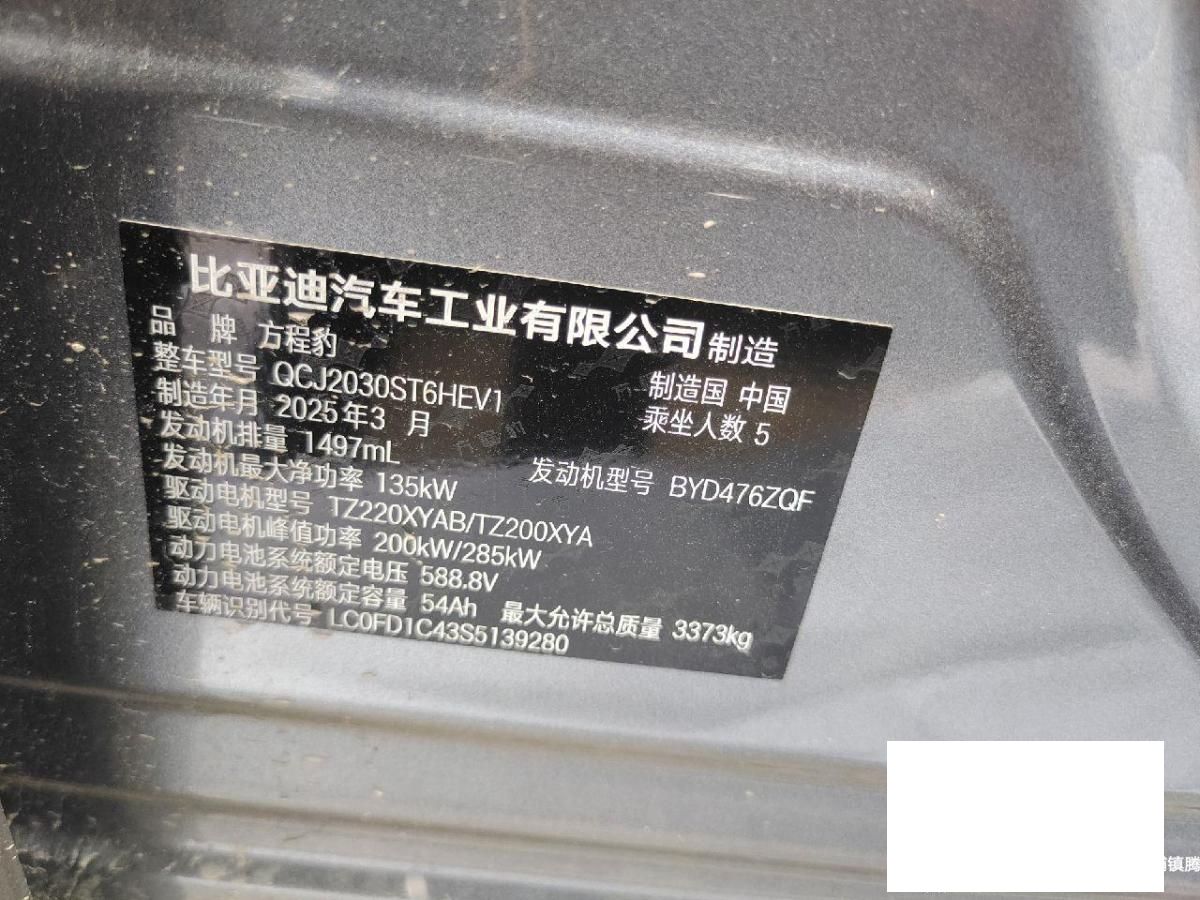 比亚迪汽车工业有限公司制造
品 牌 方程豹 制造国 中国
整车型号 QCJ2030ST6HEV1 乘坐人数 5
制造年月 2025年3 月
发动机排量 1497mL 发动机型号 BYD476ZQF
发动机最大净功率 135kW
驱动电机型号 TZ220XYAB/TZ200XYA
驱动电机峰值功率 200kW/285kW
动力电池系统额定电压 588.8V
动力电池系统额定容量 54Ah 最大允许总质量 3373kg
车辆识别代号 LC0FD1C43S5139280
镇腾